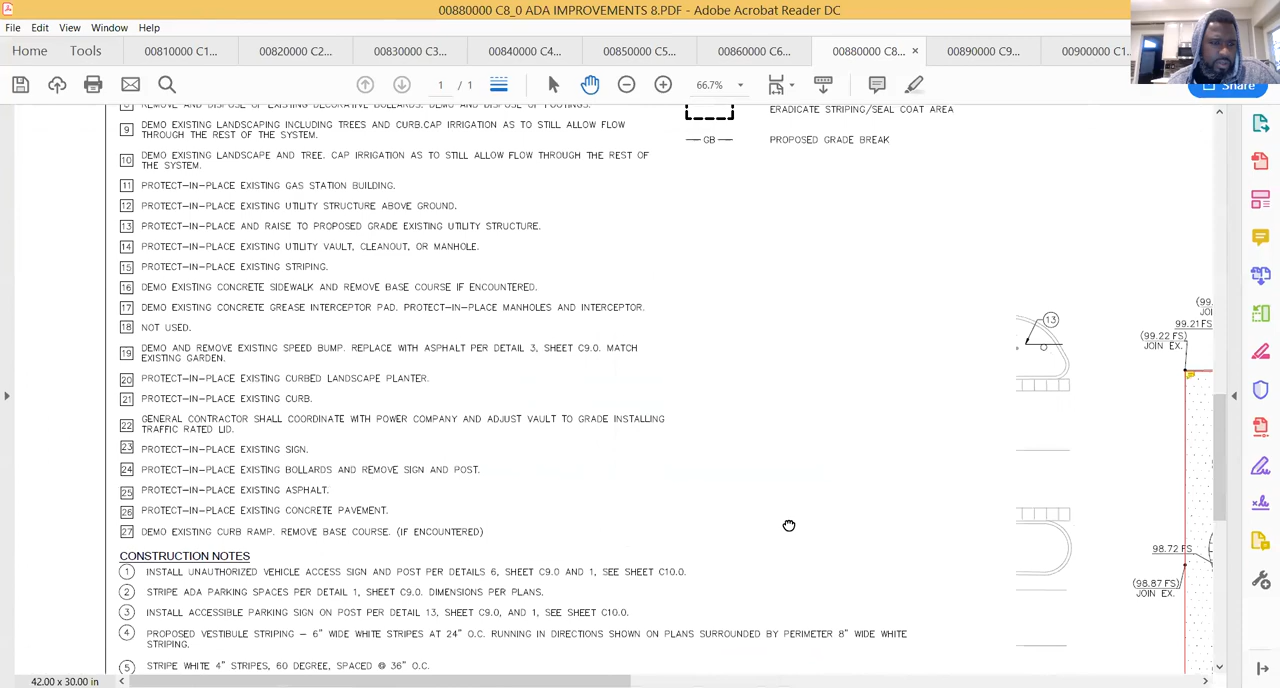 00880000 C8_0 ADA IMPROVEMENTS 8.PDF - Adobe Acrobat Reader DC
File Edit View Window Help
Home Tools 00810000 C1... 00820000 C2... 00830000 C3... 00840000 C4... 00850000 C5... 00860000 C6... 00880000 C8... × 00890000 C9... 00900000 C1...
1 / 1 66.7% Share
REMOVE AND DISPOSE OF EXISTING DECORATIVE BOLLARDS. DEMO AND DISPOSE OF FOOTINGS.
9 DEMO EXISTING LANDSCAPING INCLUDING TREES AND CURB.CAP IRRIGATION AS TO STILL ALLOW FLOW
THROUGH THE REST OF THE SYSTEM.
10 DEMO EXISTING LANDSCAPE AND TREE. CAP IRRIGATION AS TO STILL ALLOW FLOW THROUGH THE REST OF
THE SYSTEM.
11 PROTECT-IN-PLACE EXISTING GAS STATION BUILDING.
12 PROTECT-IN-PLACE EXISTING UTILITY STRUCTURE ABOVE GROUND.
13 PROTECT-IN-PLACE AND RAISE TO PROPOSED GRADE EXISTING UTILITY STRUCTURE.
14 PROTECT-IN-PLACE EXISTING UTILITY VAULT, CLEANOUT, OR MANHOLE.
15 PROTECT-IN-PLACE EXISTING STRIPING.
16 DEMO EXISTING CONCRETE SIDEWALK AND REMOVE BASE COURSE IF ENCOUNTERED.
17 DEMO EXISTING CONCRETE GREASE INTERCEPTOR PAD. PROTECT-IN-PLACE MANHOLES AND INTERCEPTOR.
18 NOT USED.
19 DEMO AND REMOVE EXISTING SPEED BUMP. REPLACE WITH ASPHALT PER DETAIL 3, SHEET C9.0. MATCH
EXISTING GARDEN.
20 PROTECT-IN-PLACE EXISTING CURBED LANDSCAPE PLANTER.
21 PROTECT-IN-PLACE EXISTING CURB.
22 GENERAL CONTRACTOR SHALL COORDINATE WITH POWER COMPANY AND ADJUST VAULT TO GRADE INSTALLING
TRAFFIC RATED LID.
23 PROTECT-IN-PLACE EXISTING SIGN.
24 PROTECT-IN-PLACE EXISTING BOLLARDS AND REMOVE SIGN AND POST.
25 PROTECT-IN-PLACE EXISTING ASPHALT.
26 PROTECT-IN-PLACE EXISTING CONCRETE PAVEMENT.
27 DEMO EXISTING CURB RAMP. REMOVE BASE COURSE. (IF ENCOUNTERED)
CONSTRUCTION NOTES
1 INSTALL UNAUTHORIZED VEHICLE ACCESS SIGN AND POST PER DETAILS 6, SHEET C9.0 AND 1, SEE SHEET C10.0.
2 STRIPE ADA PARKING SPACES PER DETAIL 1, SHEET C9.0. DIMENSIONS PER PLANS.
3 INSTALL ACCESSIBLE PARKING SIGN ON POST PER DETAIL 13, SHEET C9.0, AND 1, SEE SHEET C10.0.
4 PROPOSED VESTIBULE STRIPING - 6" WIDE WHITE STRIPES AT 24" O.C. RUNNING IN DIRECTIONS SHOWN ON PLANS SURROUNDED BY PERIMETER 8" WIDE WHITE
STRIPING.
5 STRIPE WHITE 4" STRIPES, 60 DEGREE, SPACED @ 36" O.C.
ERADICATE STRIPING/SEAL COAT AREA
GB PROPOSED GRADE BREAK
13
(99.
JOI
99.21 FS
(99.22 FS)
JOIN EX.
98.72 FS
(98.87 FS)
JOIN EX.
42.00 x 30.00 in